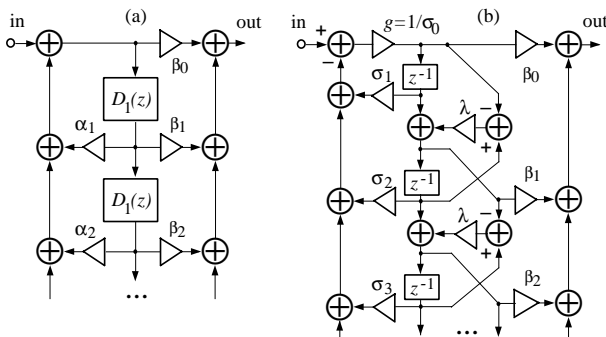 (a)
in
out
β0
D1(z)
α1
β1
D1(z)
α2
β2
...
(b)
in
+
−
g=1/σ0
out
β0
z-1
σ1
λ
−
+
β1
σ2
z-1
λ
−
+
β2
σ3
z-1
...